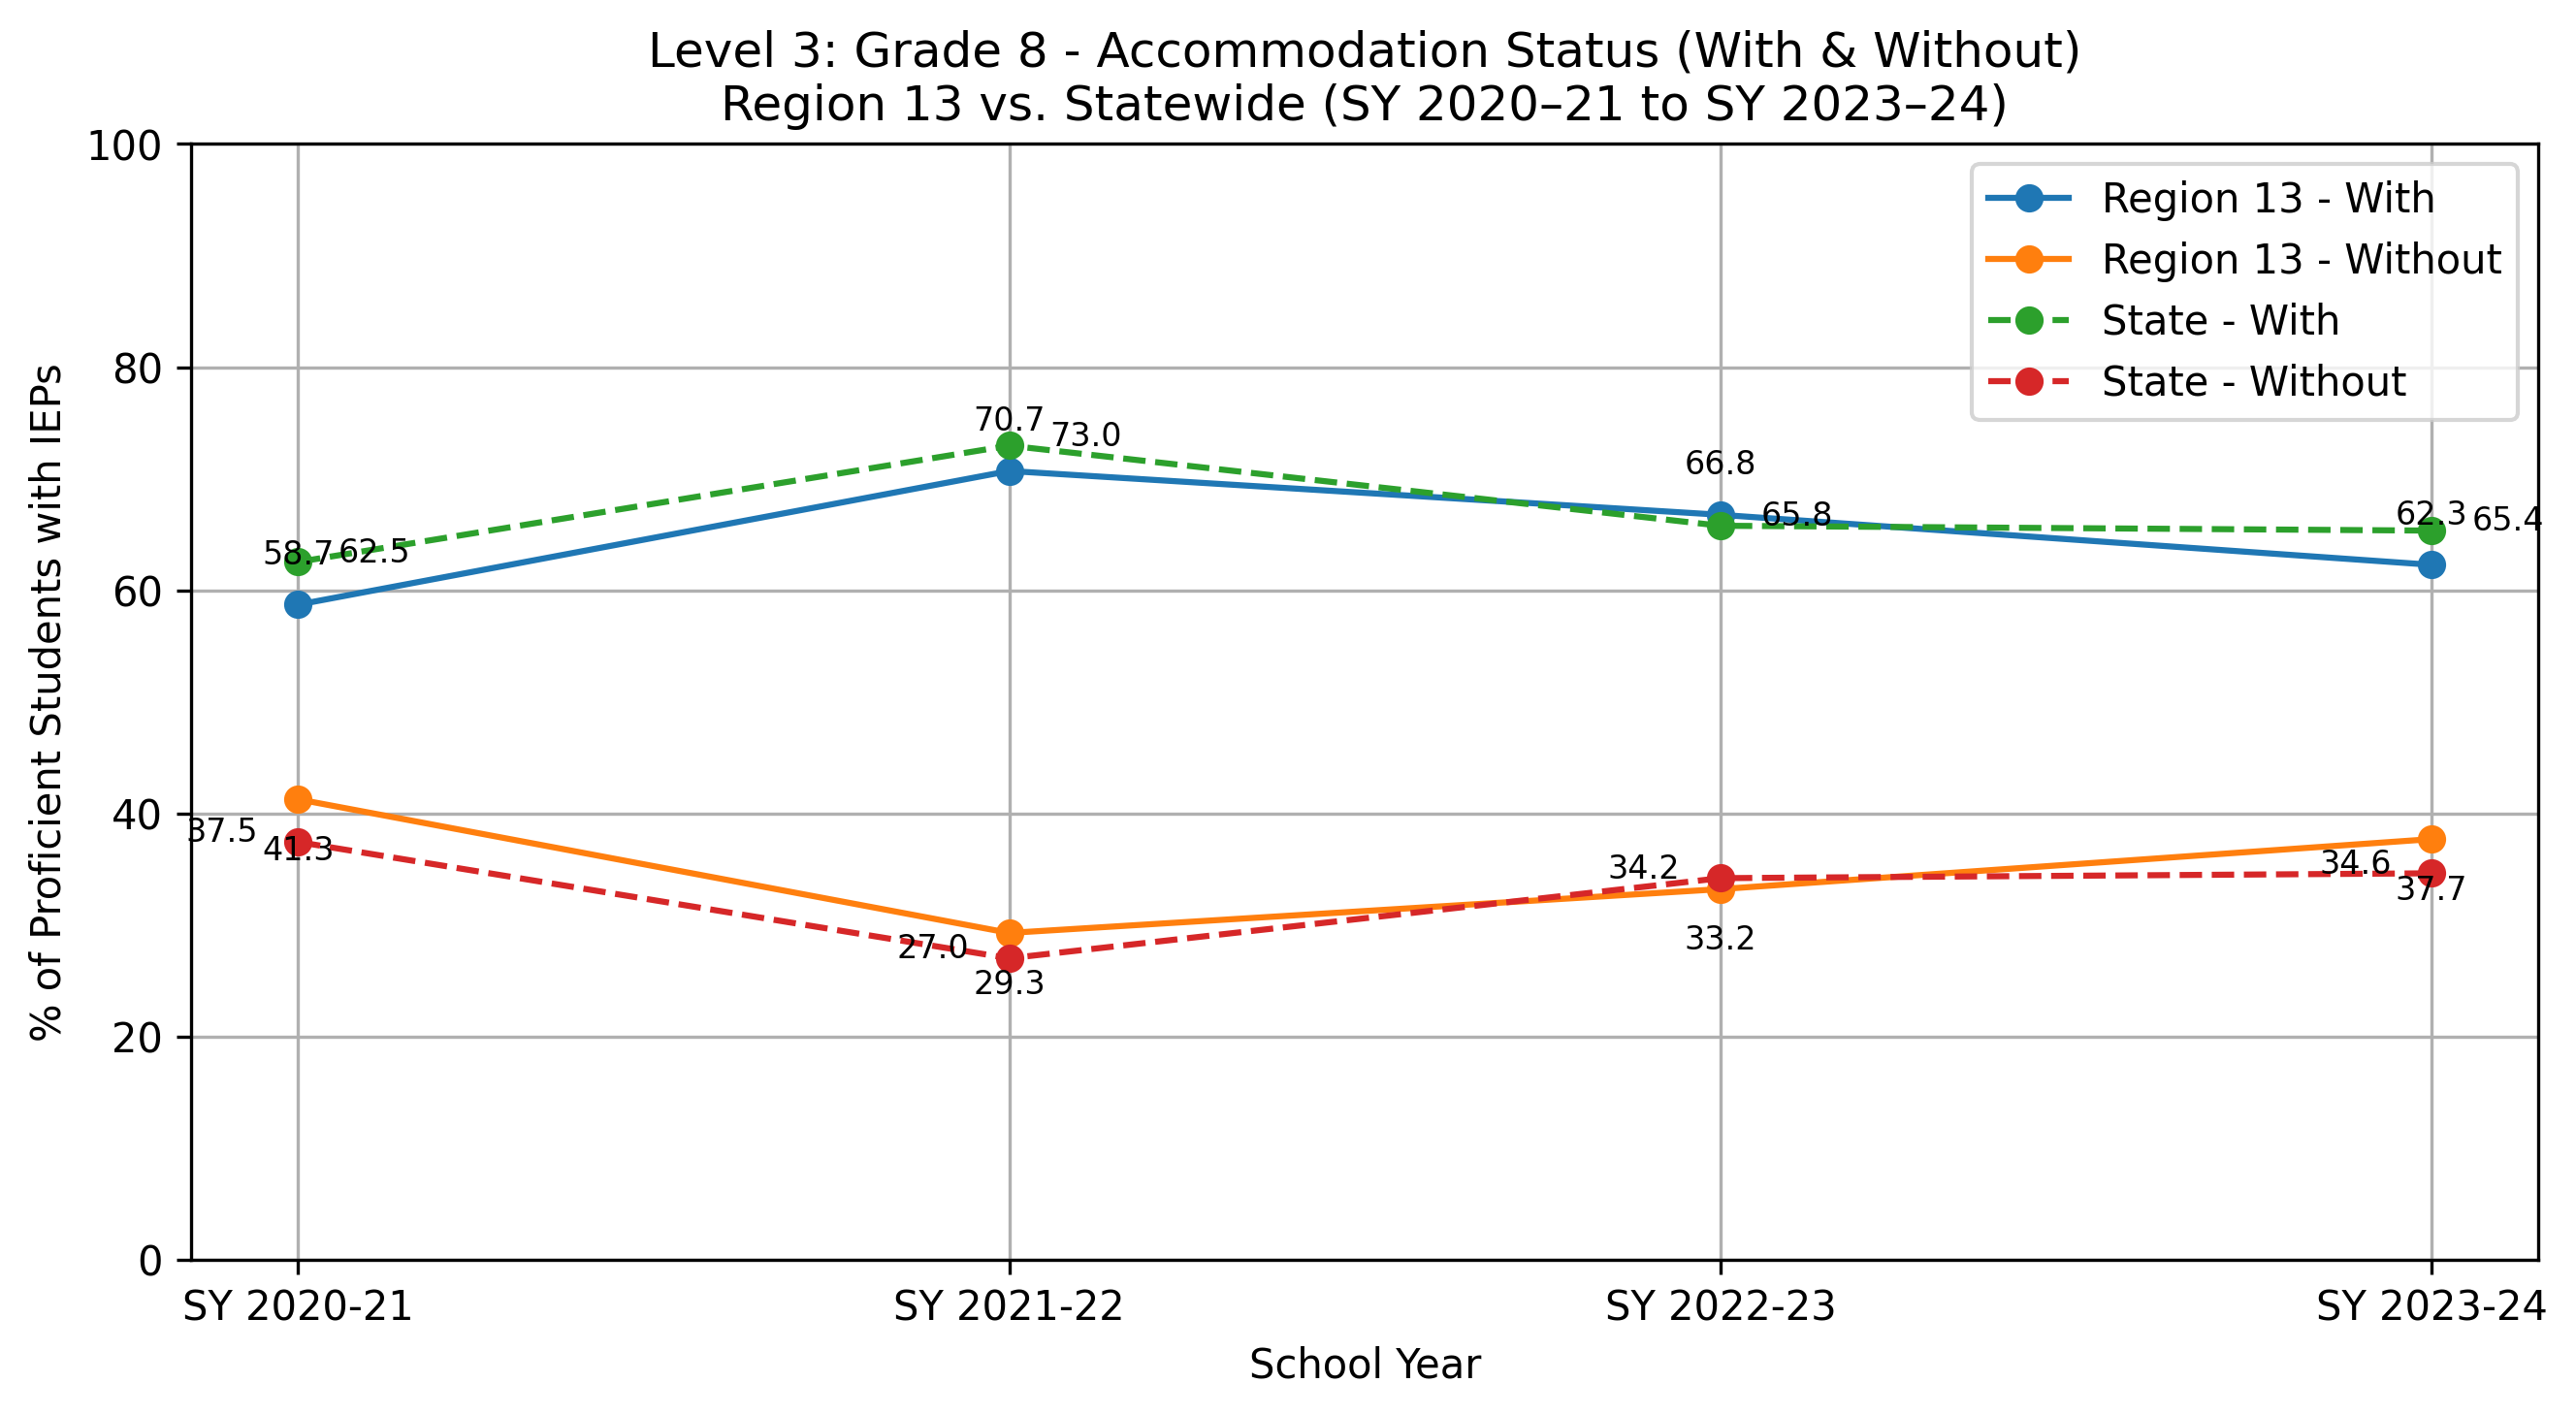 Level 3: Grade 8 - Accommodation Status (With & Without)
Region 13 vs. Statewide (SY 2020–21 to SY 2023–24)
% of Proficient Students with IEPs
100
80
60
40
20
0
Region 13 - With
Region 13 - Without
State - With
State - Without
70.7
73.0
66.8
65.8
62.3
65.4
58.7
62.5
37.5
41.3
34.2
34.6
37.7
27.0
33.2
29.3
SY 2020-21
SY 2021-22
SY 2022-23
SY 2023-24
School Year